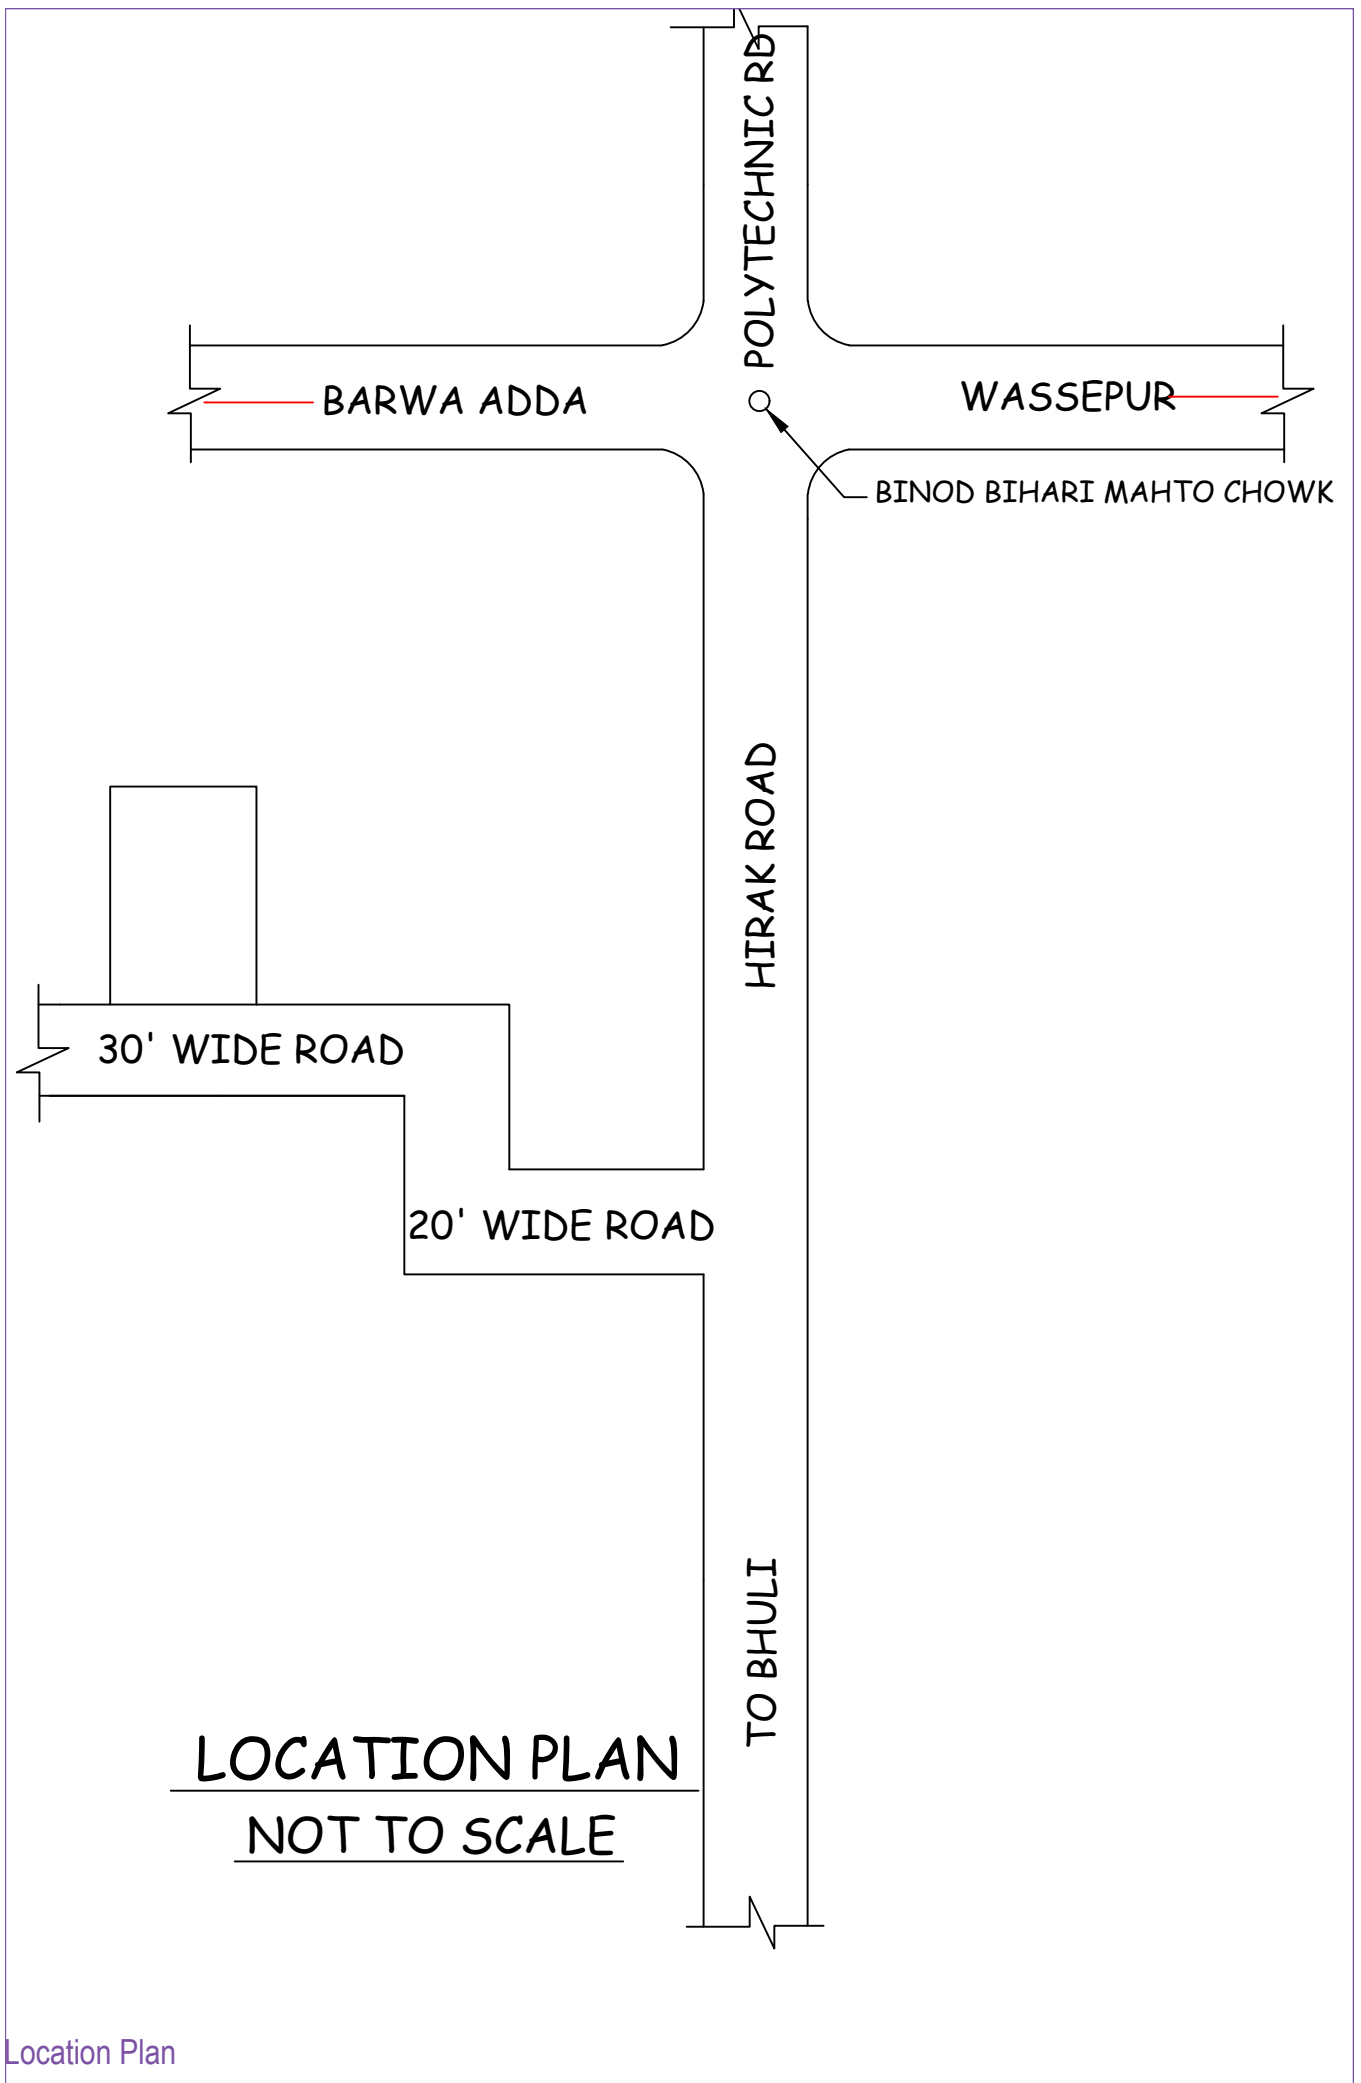 POLYTECHNIC RD
BARWA ADDA
WASSEPUR
BINOD BIHARI MAHTO CHOWK
HIRAK ROAD
30' WIDE ROAD
20' WIDE ROAD
TO BHULI
LOCATION PLAN
NOT TO SCALE
Location Plan